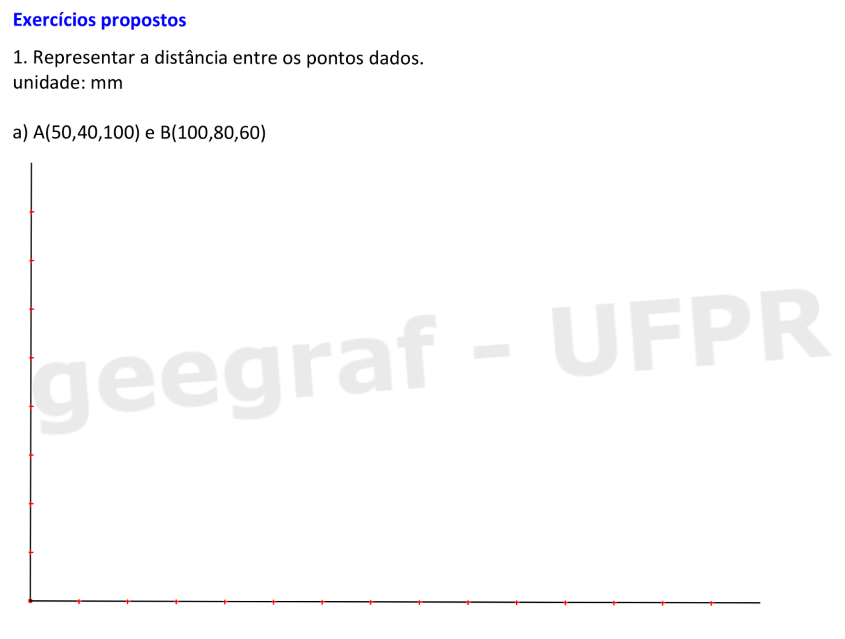 Exercícios propostos
1. Representar a distância entre os pontos dados.
unidade: mm
a) A(50,40,100) e B(100,80,60)
geegraf - UFPR